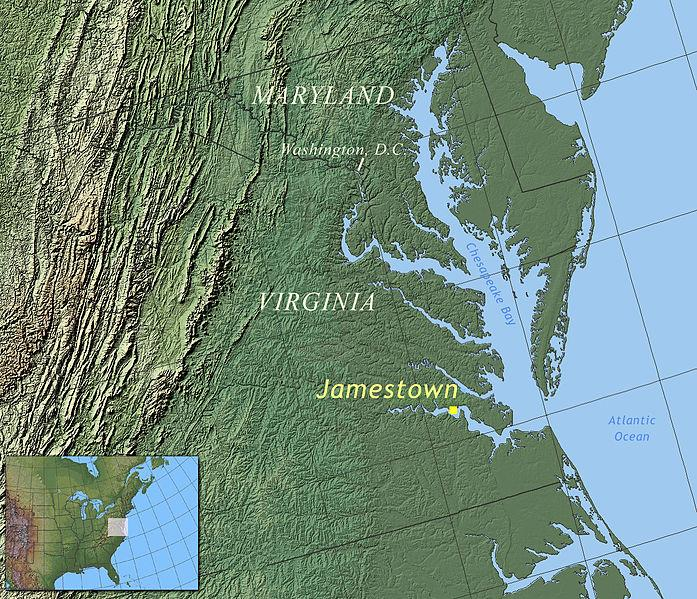 MARYLAND
Washington, D.C.
Chesapeake Bay
VIRGINIA
Jamestown
Atlantic
Ocean